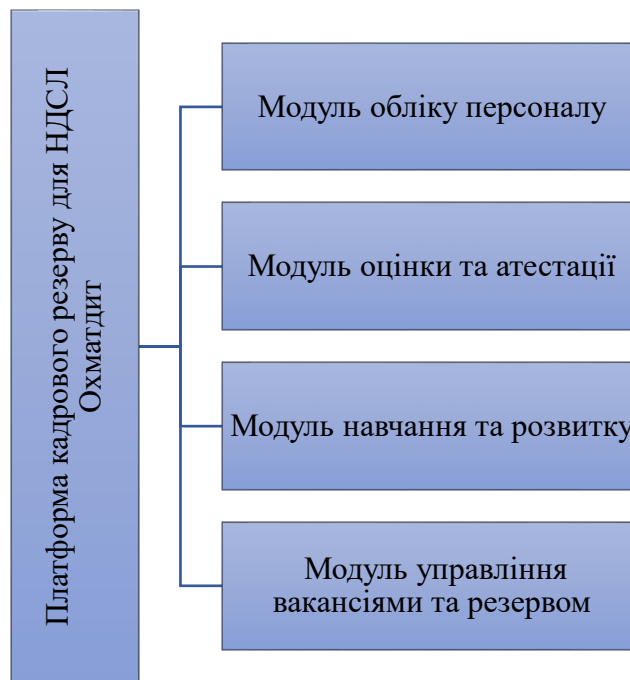 Платформа кадрового резерву для НДСЛ
Охматдит
Модуль обліку персоналу
Модуль оцінки та атестації
Модуль навчання та розвитку
Модуль управління
вакансіями та резервом